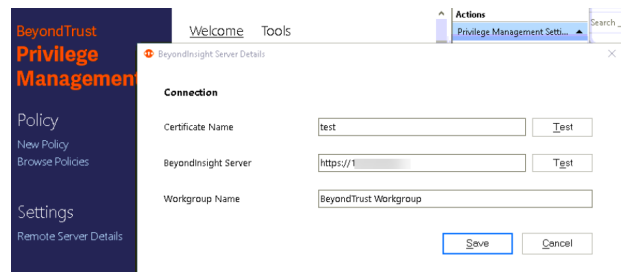 BeyondTrust
Privilege
Management
Welcome Tools
Actions
Privilege Management Setti...
Search
BeyondInsight Server Details
Connection
Certificate Name test Test
BeyondInsight Server https://1 Test
Workgroup Name BeyondTrust Workgroup
Save Cancel
Policy
New Policy
Browse Policies
Settings
Remote Server Details